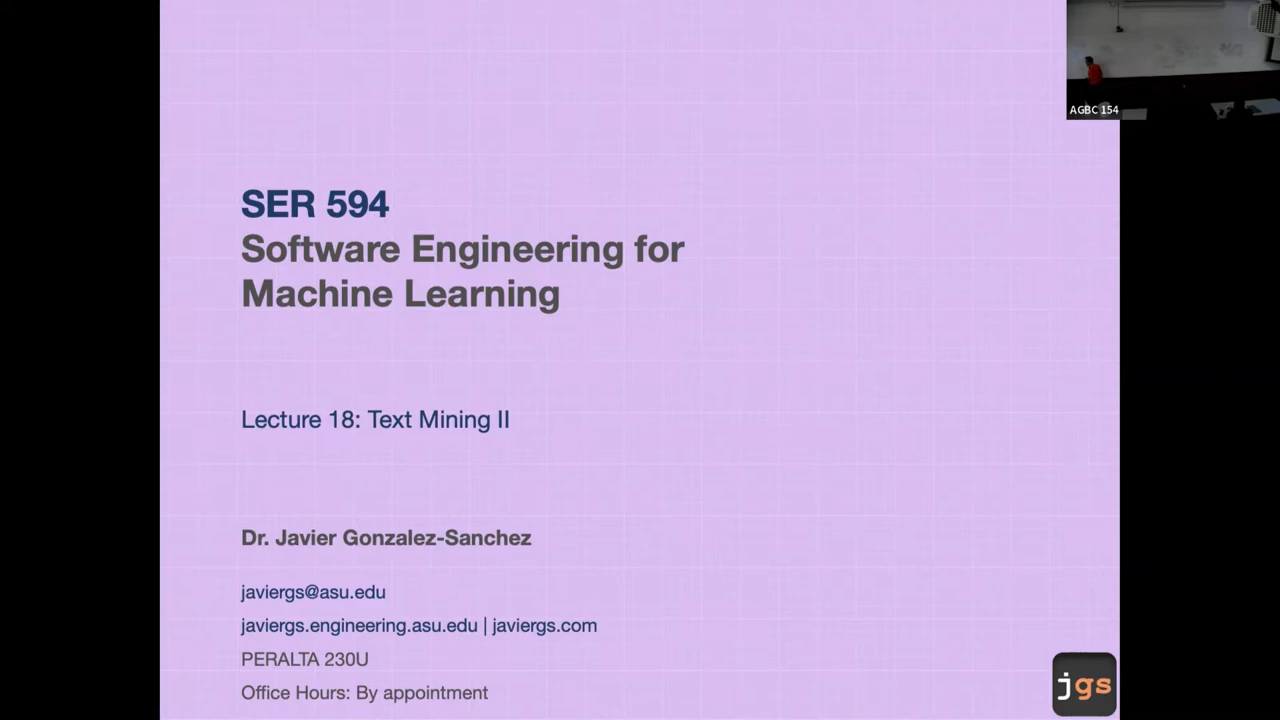 AGBC 154
SER 594
Software Engineering for
Machine Learning
Lecture 18: Text Mining II
Dr. Javier Gonzalez-Sanchez
javiergs@asu.edu
javiergs.engineering.asu.edu | javiergs.com
PERALTA 230U
Office Hours: By appointment
jgs